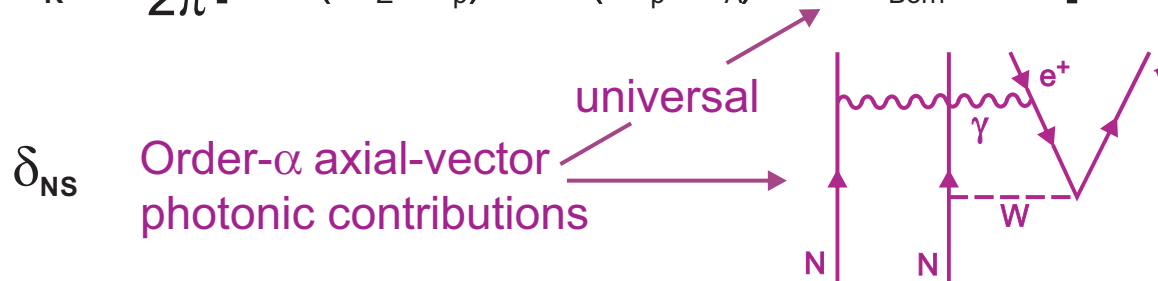 universal
δNS Order-α axial-vector
photonic contributions
e+
γ
W
N N